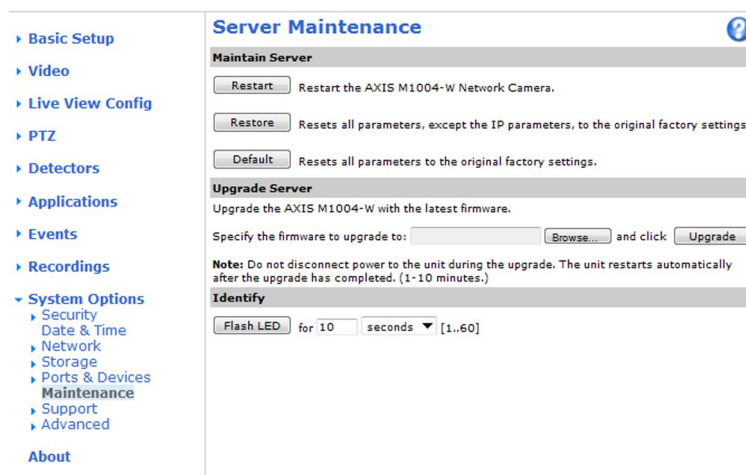 Basic Setup
Video
Live View Config
PTZ
Detectors
Applications
Events
Recordings
System Options
Security
Date & Time
Network
Storage
Ports & Devices
Maintenance
Support
Advanced
About
Server Maintenance
?
Maintain Server
Restart Restart the AXIS M1004-W Network Camera.
Restore Resets all parameters, except the IP parameters, to the original factory settings
Default Resets all parameters to the original factory settings.
Upgrade Server
Upgrade the AXIS M1004-W with the latest firmware.
Specify the firmware to upgrade to: Browse... and click Upgrade
Note: Do not disconnect power to the unit during the upgrade. The unit restarts automatically
after the upgrade has completed. (1-10 minutes.)
Identify
Flash LED for 10 seconds [1..60]